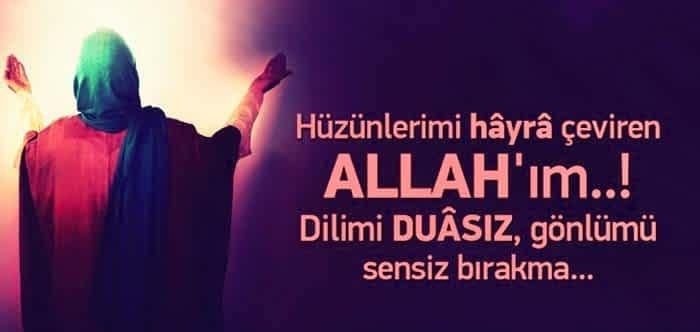 Hüzünlerimi hâyrâ çeviren
ALLAH'ım..!
Dilimi DUÂSIZ, gönlümü
sensiz bırakma...